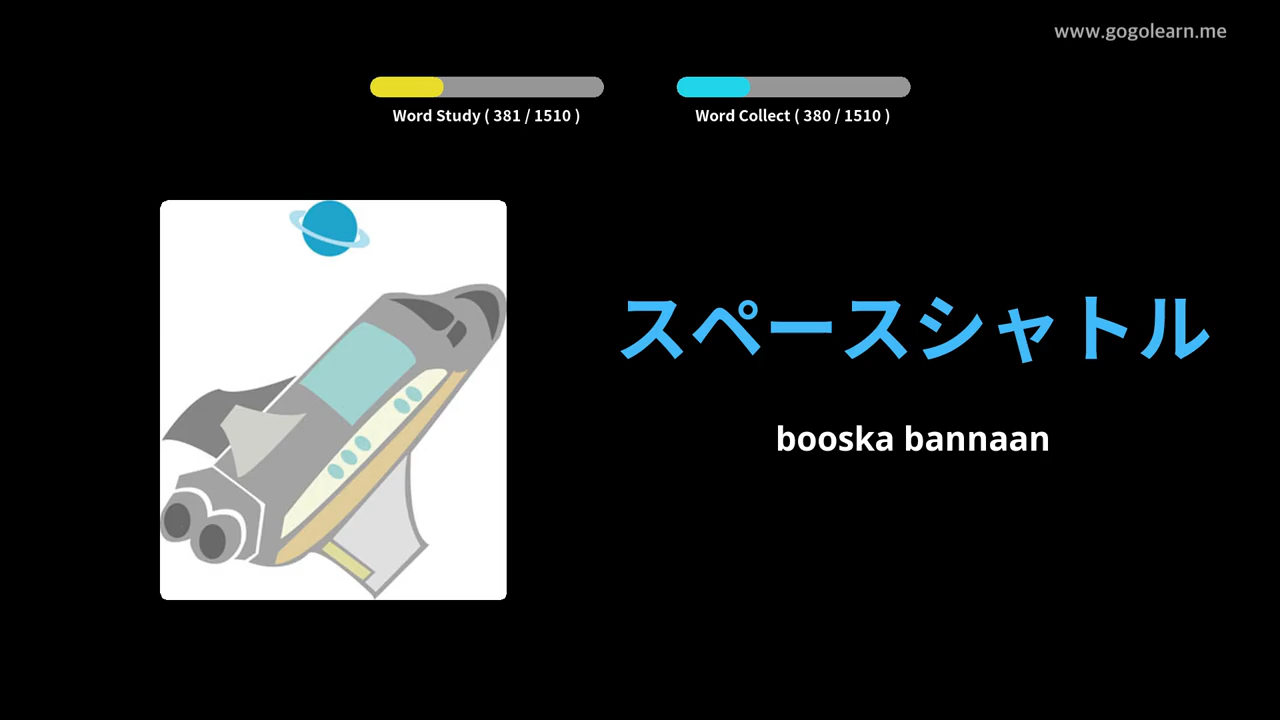 www.gogolearn.me
Word Study ( 381 / 1510 )
Word Collect ( 380 / 1510 )
スペースシャトル
booska bannaan